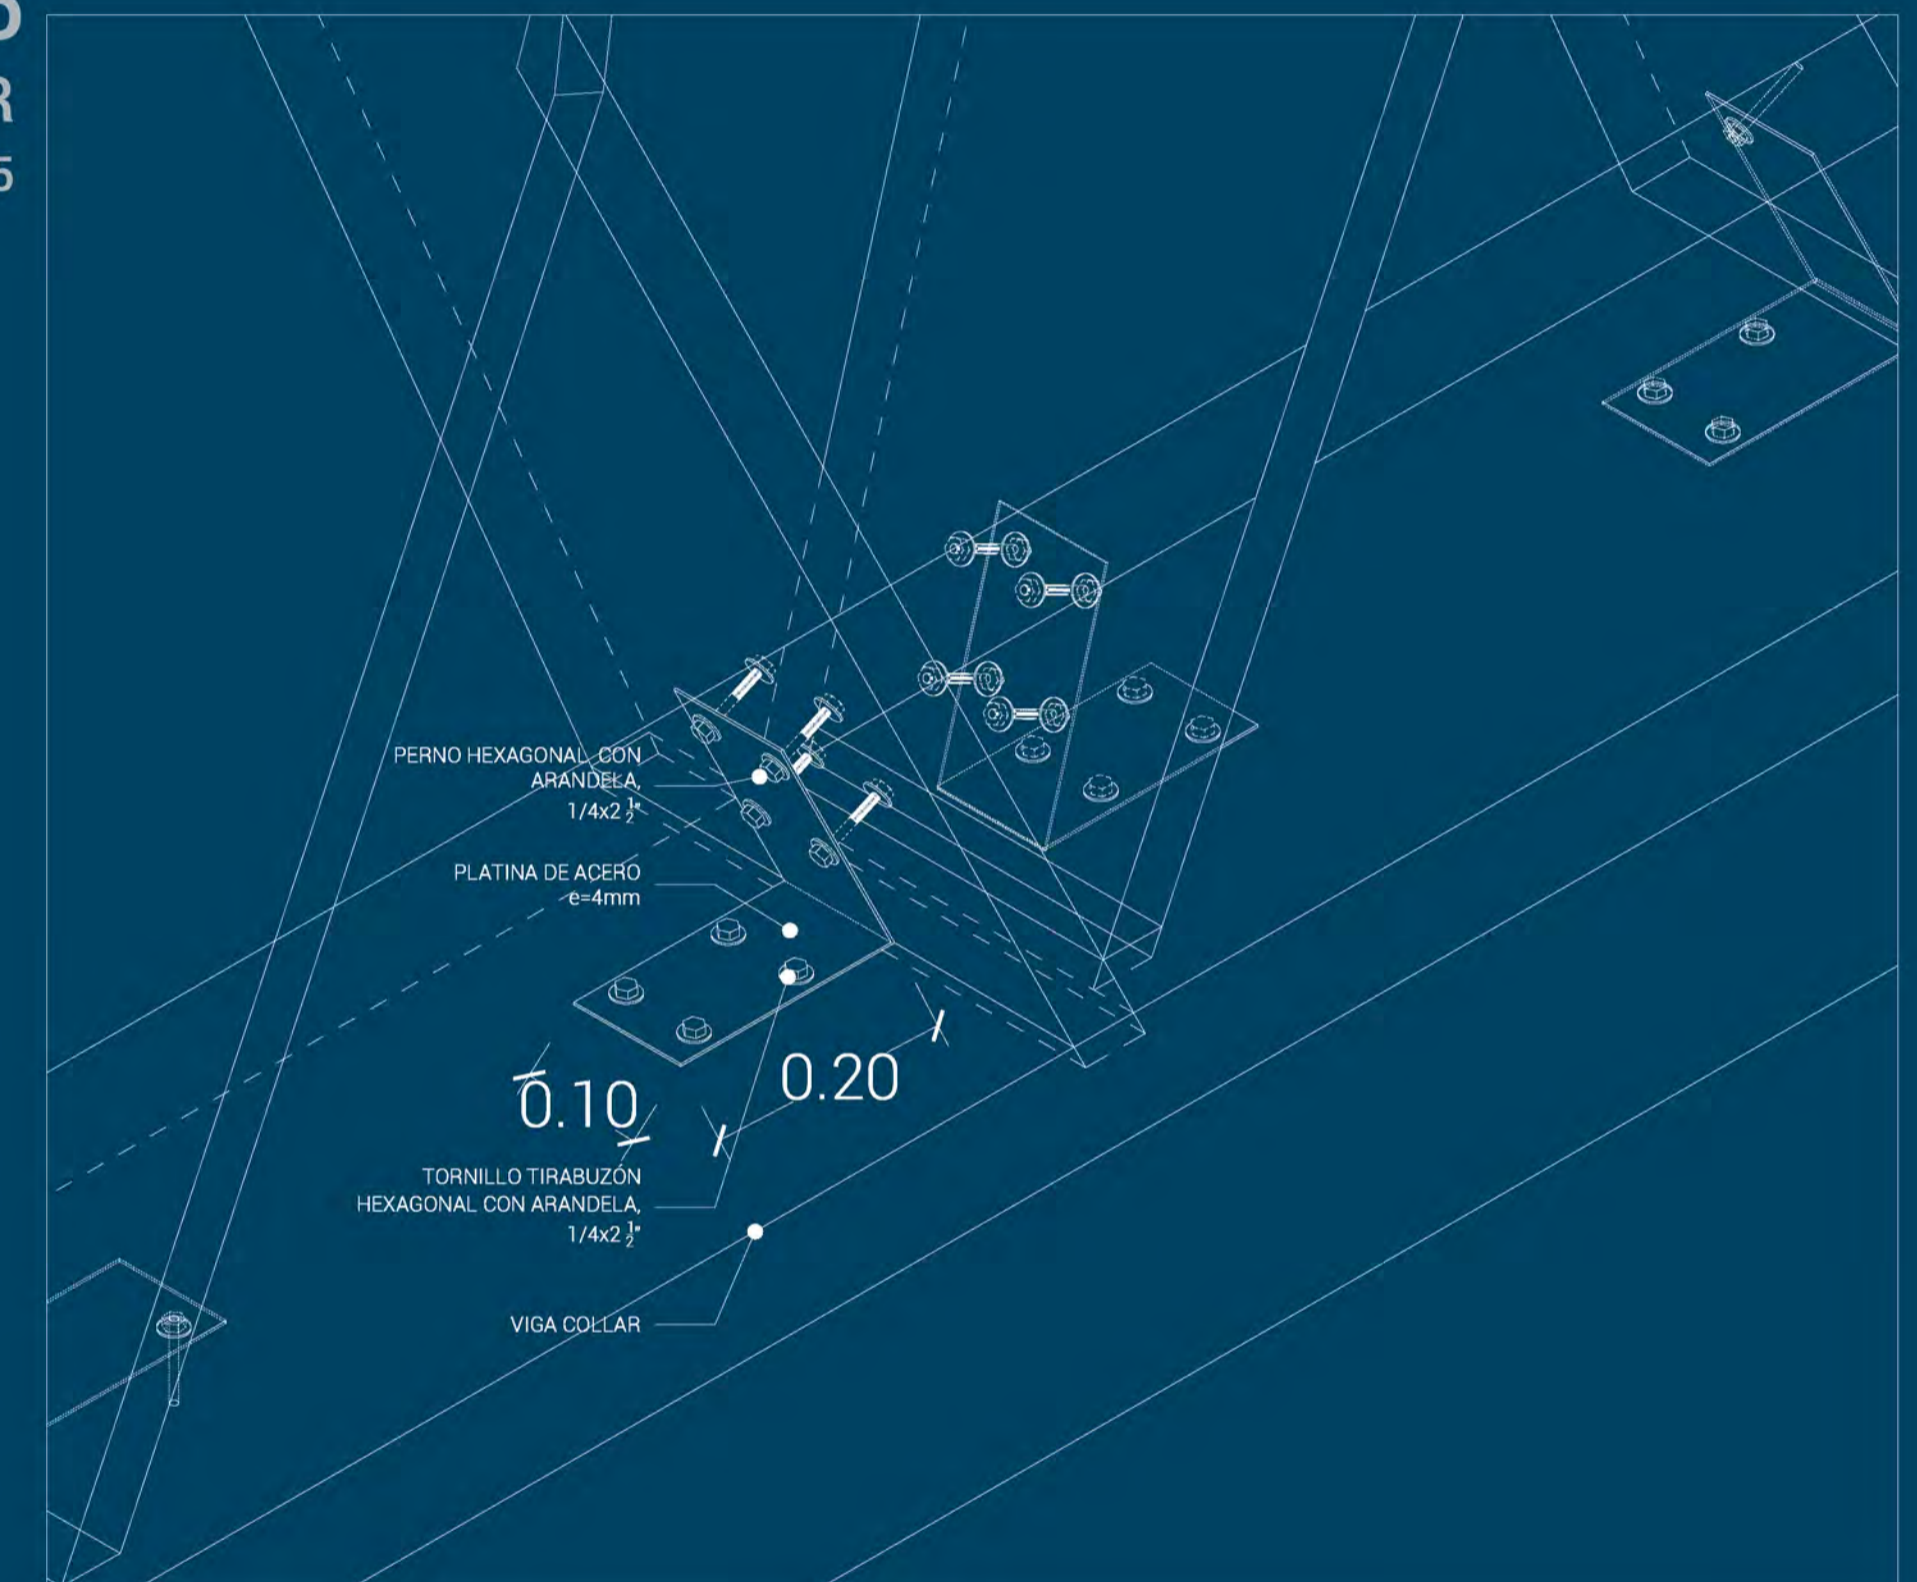 R
5
PERNO HEXAGONAL CON
ARANDELA,
1/4x2 1/2"
PLATINA DE ACERO
e=4mm
0.20
0.10
TORNILLO TIRABUZÓN
HEXAGONAL CON ARANDELA,
1/4x2 1/2"
VIGA COLLAR